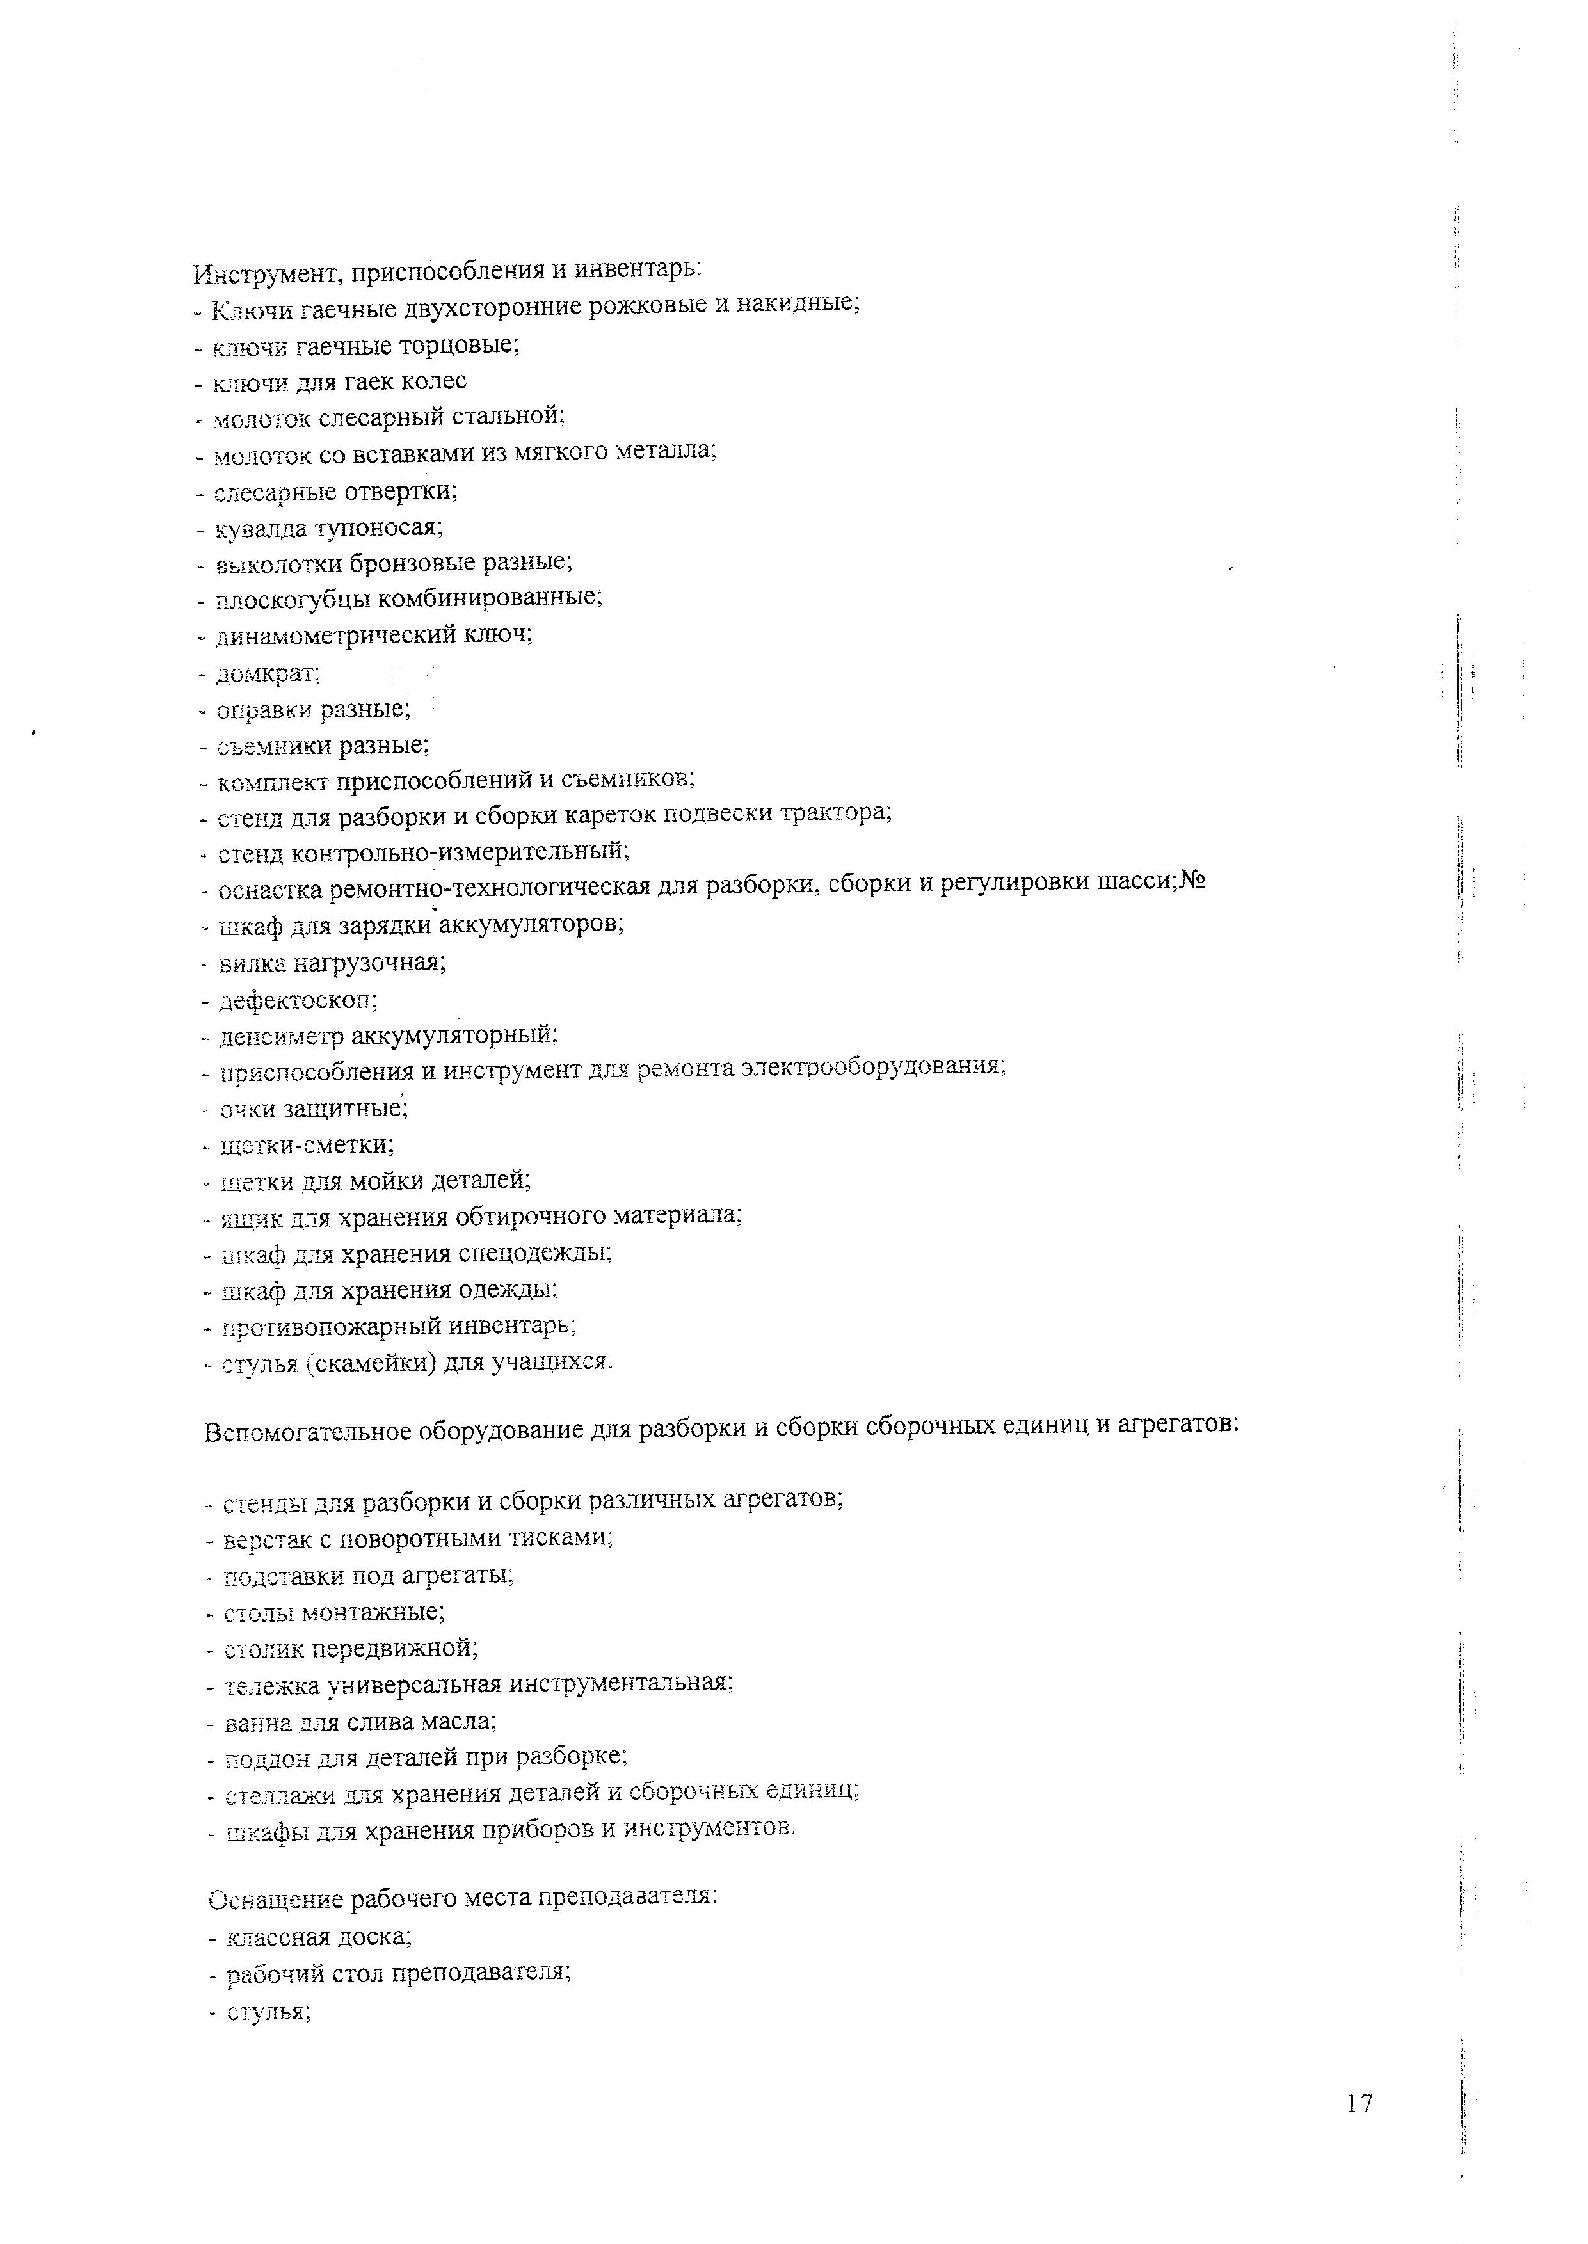 Инструмент, приспособления и инвентарь:
- Ключи гаечные двухсторонние рожковые и накидные;
- ключи гаечные торцовые;
- ключи для гаек колес
- молоток слесарный стальной;
- молоток со вставками из мягкого металла;
- слесарные отвертки;
- кувалда тупоносая;
- выколотки бронзовые разные;
- плоскогубцы комбинированные;
- динамометрический ключ;
- домкрат;
- оправки разные;
- съемники разные;
- комплект приспособлений и съемников;
- стенд для разборки и сборки кареток подвески трактора;
- стенд контрольно-измерительный;
- оснастка ремонтно-технологическая для разборки, сборки и регулировки шасси;№
- шкаф для зарядки аккумуляторов;
- вилка нагрузочная;
- дефектоскоп;
- денсиметр аккумуляторный;
- приспособления и инструмент для ремонта электрооборудования;
- очки защитные;
- щетки-сметки;
- щетки для мойки деталей;
- ящик для хранения обтирочного материала;
- шкаф для хранения спецодежды;
- шкаф для хранения одежды;
- противопожарный инвентарь;
- стулья (скамейки) для учащихся.
Вспомогательное оборудование для разборки и сборки сборочных единиц и агрегатов:
- стенды для разборки и сборки различных агрегатов;
- верстак с поворотными тисками;
- подставки под агрегаты;
- столы монтажные;
- столик передвижной;
- тележка универсальная инструментальная;
- ванна для слива масла;
- поддон для деталей при разборке;
- стеллажи для хранения деталей и сборочных единиц;
- шкафы для хранения приборов и инструментов.
Оснащение рабочего места преподавателя:
- классная доска;
- рабочий стол преподавателя;
- стулья;
17